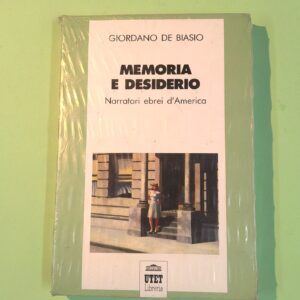 GIORDANO DE BIASIO
MEMORIA
E DESIDERIO
Narratori ebrei d'America
UTET
Libreria